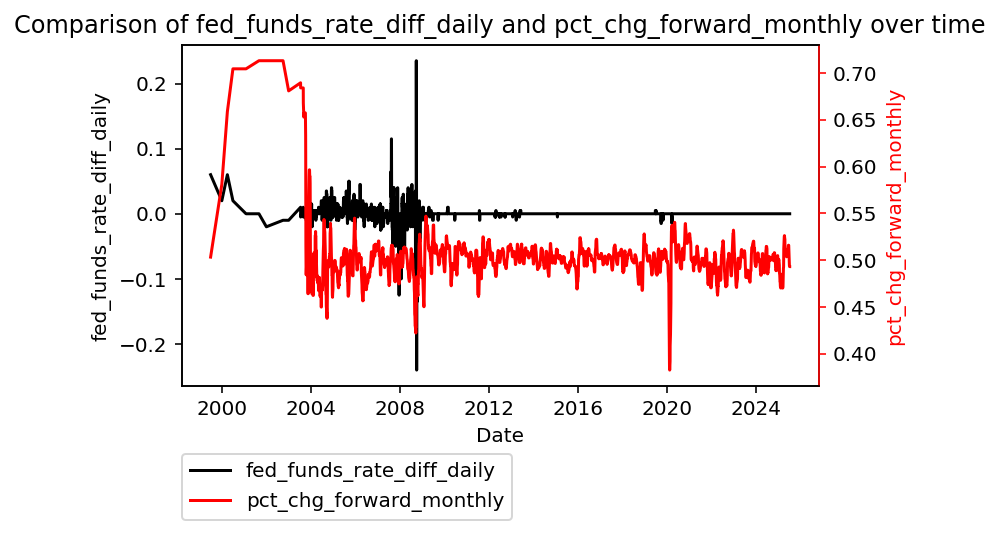 Comparison of fed_funds_rate_diff_daily and pct_chg_forward_monthly over time
fed_funds_rate_diff_daily
0.2
0.1
0.0
−0.1
−0.2
2000 2004 2008 2012 2016 2020 2024
Date
0.70
0.65
0.60
0.55
0.50
0.45
0.40
pct_chg_forward_monthly
fed_funds_rate_diff_daily
pct_chg_forward_monthly